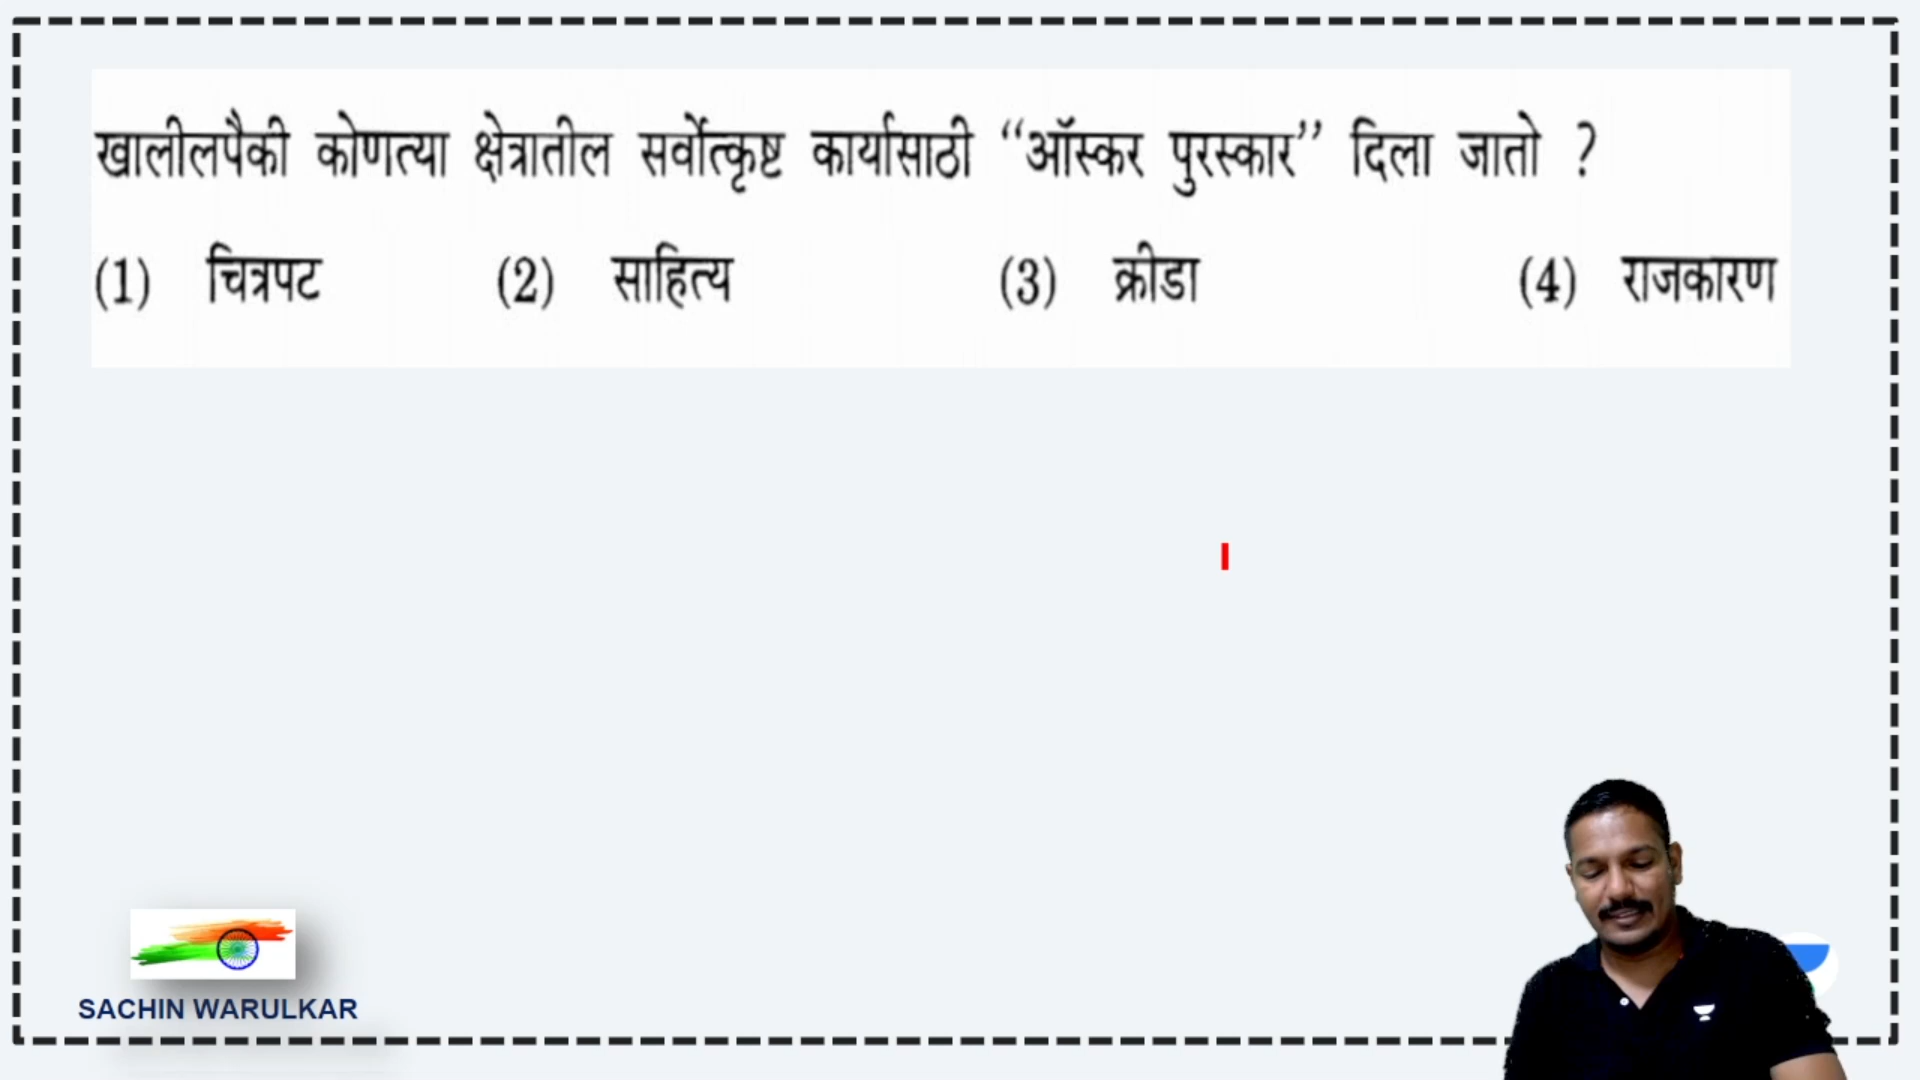 खालीलपैकी कोणत्या क्षेत्रातील सर्वोत्कृष्ट कार्यासाठी “ऑस्कर पुरस्कार” दिला जातो ?
(1) चित्रपट (2) साहित्य (3) क्रीडा (4) राजकारण
SACHIN WARULKAR